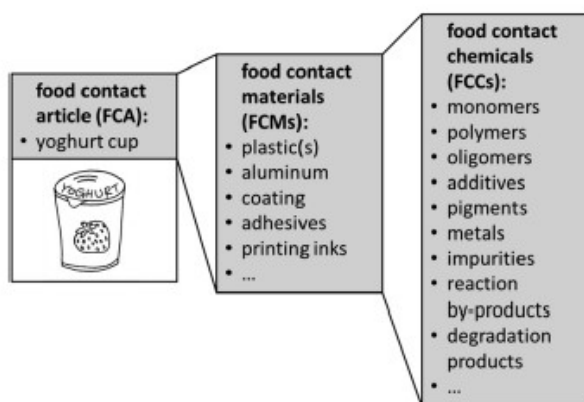 food contact
article (FCA):
• yoghurt cup
YOGHURT
food contact
materials
(FCMs):
• plastic(s)
• aluminum
• coating
• adhesives
• printing inks
• ...
food contact
chemicals
(FCCs):
• monomers
• polymers
• oligomers
• additives
• pigments
• metals
• impurities
• reaction
by-products
• degradation
products
• ...